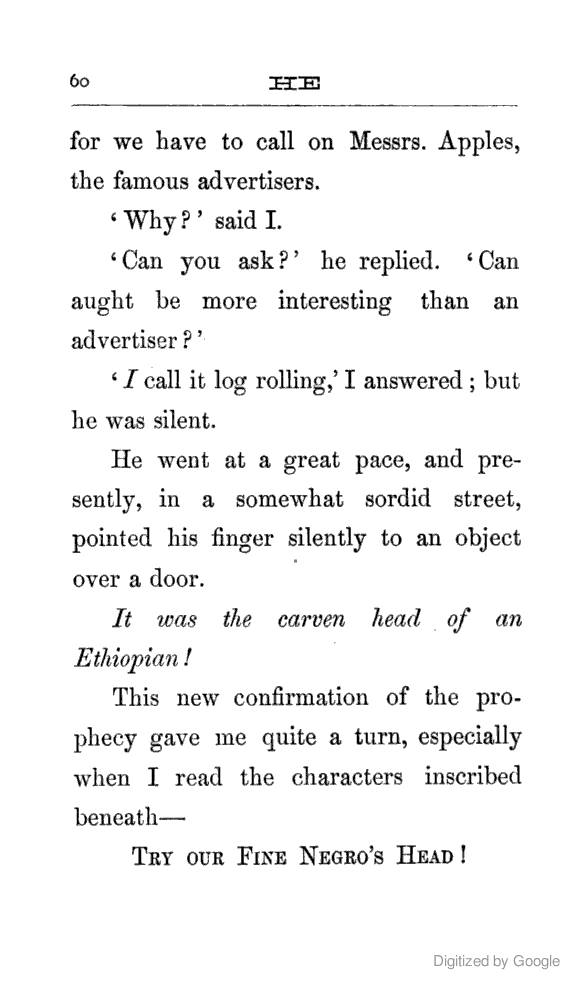 60
HE
for we have to call on Messrs. Apples,
the famous advertisers.
‘Why?’ said I.
‘Can you ask?’ he replied. ‘Can
aught be more interesting than an
advertiser?’
‘I call it log rolling,’ I answered; but
he was silent.
He went at a great pace, and pre-
sently, in a somewhat sordid street,
pointed his finger silently to an object
over a door.
It was the carven head of an
Ethiopian!
This new confirmation of the pro-
phecy gave me quite a turn, especially
when I read the characters inscribed
beneath—
TRY OUR FINE NEGRO’S HEAD!
Digitized by Google